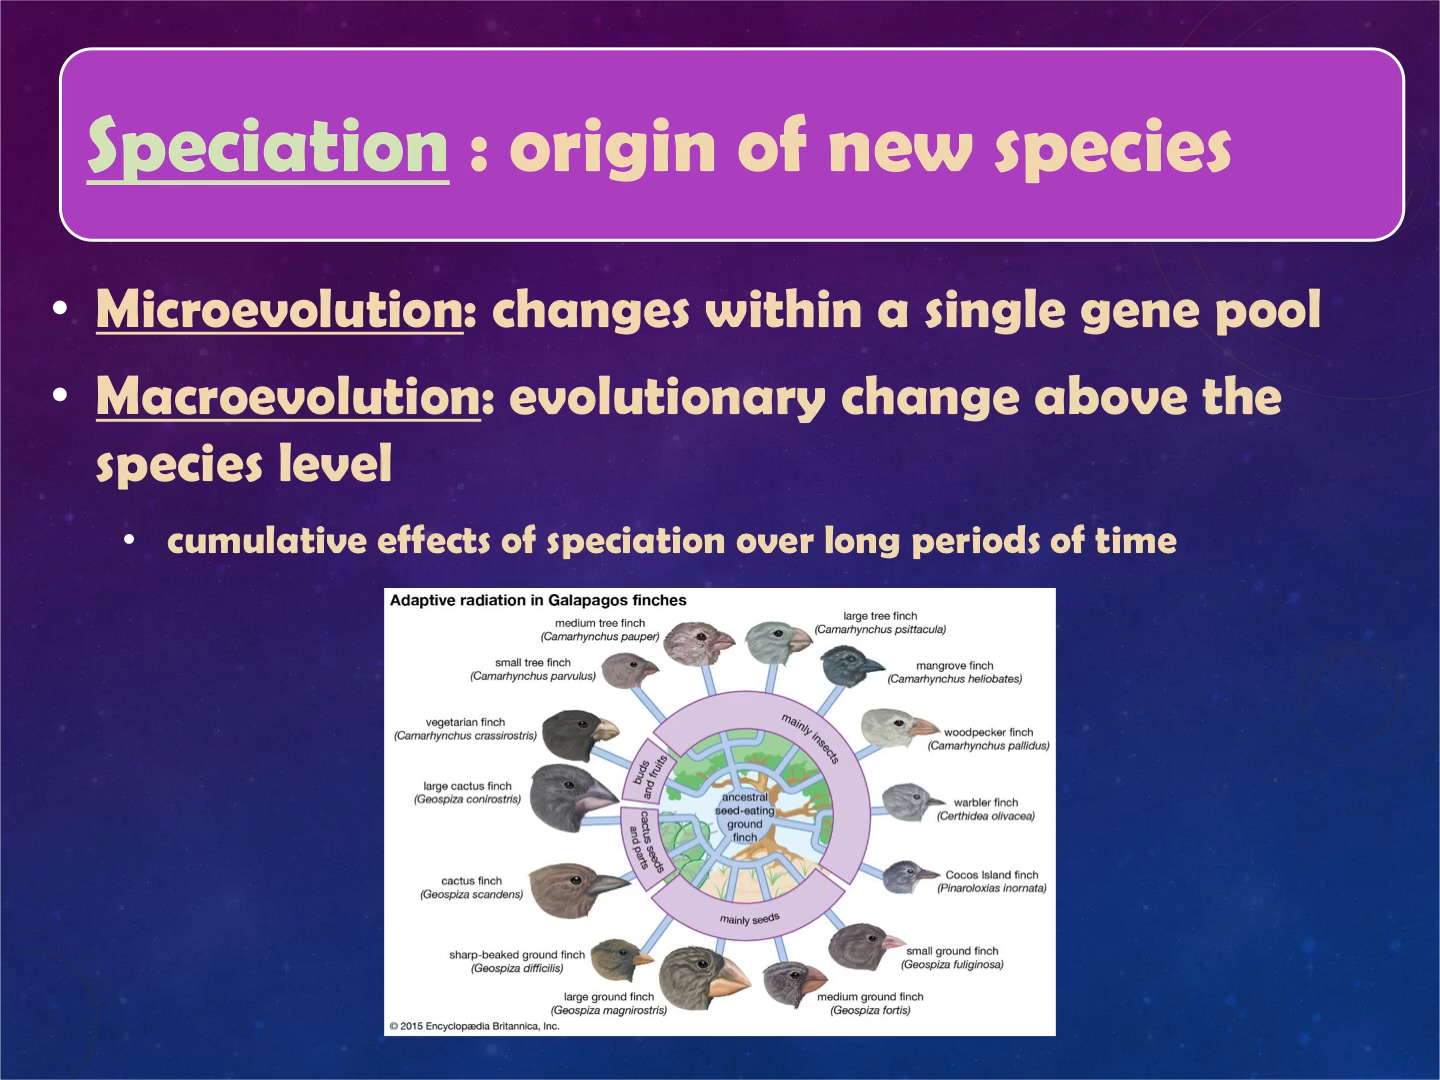 Speciation : origin of new species
• Microevolution: changes within a single gene pool
• Macroevolution: evolutionary change above the
species level
• cumulative effects of speciation over long periods of time
Adaptive radiation in Galapagos finches
medium tree finch
(Camarhynchus pauper)
large tree finch
(Camarhynchus psittacula)
small tree finch
(Camarhynchus parvulus)
mangrove finch
(Camarhynchus heliobates)
vegetarian finch
(Camarhynchus crassirostris)
woodpecker finch
(Camarhynchus pallidus)
large cactus finch
(Geospiza conirostris)
warbler finch
(Certhidea olivacea)
cactus finch
(Geospiza scandens)
Cocos Island finch
(Pinaroloxias inornata)
sharp-beaked ground finch
(Geospiza difficilis)
small ground finch
(Geospiza fuliginosa)
large ground finch
(Geospiza magnirostris)
medium ground finch
(Geospiza fortis)
mainly insects
buds
and fruits
cactus seeds
and parts
mainly seeds
ancestral
seed-eating
ground
finch
© 2015 Encyclopædia Britannica, Inc.